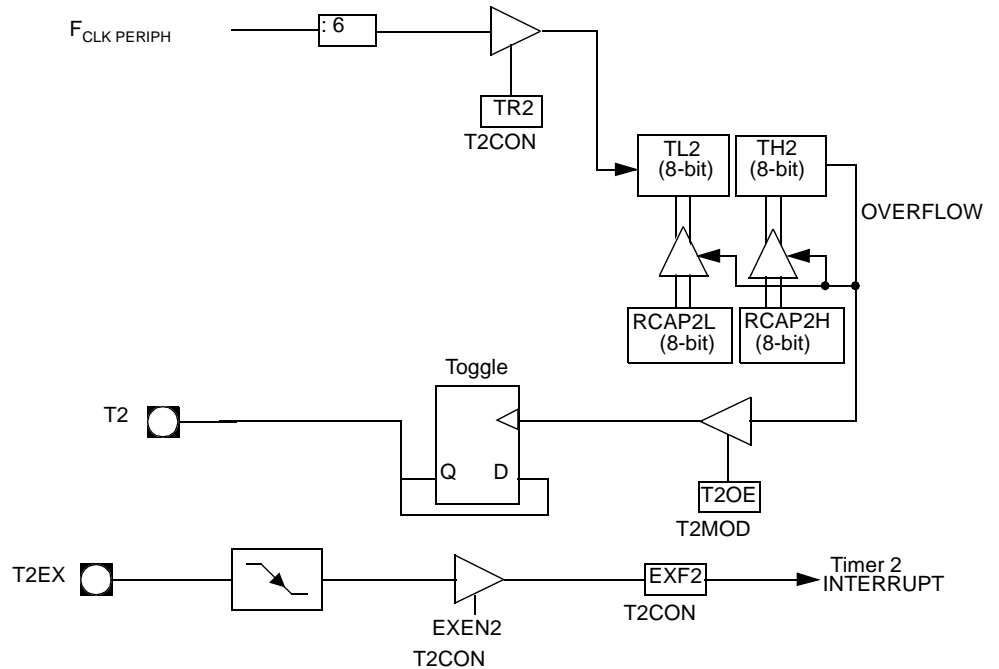 FCLK PERIPH
: 6
TR2
T2CON
TL2
(8-bit)
TH2
(8-bit)
OVERFLOW
RCAP2L
(8-bit)
RCAP2H
(8-bit)
Toggle
T2
Q
D
T2OE
T2MOD
T2EX
EXEN2
T2CON
EXF2
T2CON
Timer 2
INTERRUPT